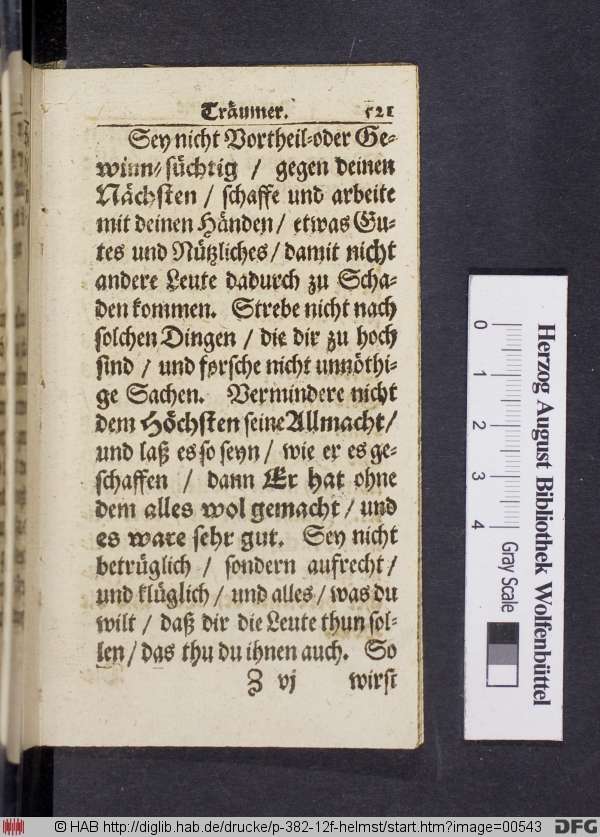 Träumer. 521
Sey nicht Vortheil-oder Ge-
winn-süchtig / gegen deinen
Nächsten / schaffe und arbeite
mit deinen Händen / etwas Gu-
tes und Nützliches / damit nicht
andere Leute dadurch zu Scha-
den kommen. Strebe nicht nach
solchen Dingen / die dir zu hoch
sind / und forsche nicht unnöthi-
ge Sachen. Vermindere nicht
dem Höchsten seine Allmacht /
und laß es so seyn / wie er es ge-
schaffen / dann Er hat ohne
dem alles wol gemacht / und
es ware sehr gut. Sey nicht
betrüglich / sondern aufrecht /
und klüglich / und alles / was du
wilt / daß dir die Leute thun sol-
len / das thu du ihnen auch. So
Z vj wirst
Herzog August Bibliothek Wolfenbüttel
0 1 2 3 4
Gray Scale
© HAB http://diglib.hab.de/drucke/p-382-12f-helmst/start.htm?image=00543
DFG